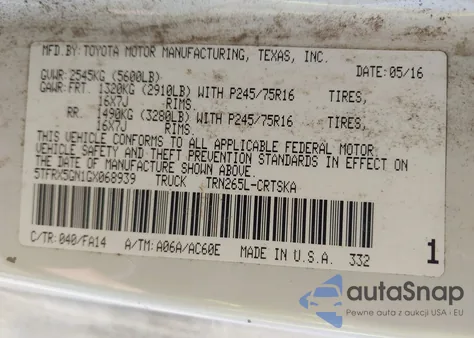 MFD.BY: TOYOTA MOTOR MANUFACTURING, TEXAS, INC.
GVWR: 2545KG (5600LB) DATE: 05/16
GAWR: FRT. 1320KG (2910LB) WITH P245/75R16 TIRES,
16X7J RIMS.
RR. 1490KG (3280LB) WITH P245/75R16 TIRES,
16X7J RIMS.
THIS VEHICLE CONFORMS TO ALL APPLICABLE FEDERAL MOTOR
VEHICLE SAFETY AND THEFT PREVENTION STANDARDS IN EFFECT ON
THE DATE OF MANUFACTURE SHOWN ABOVE.
5TFRX5GN1GX068939 TRUCK TRN265L-CRTSKA
C/TR: 040/FA14 A/TM: A06A/AC60E MADE IN U.S.A. 332
1
autoSnap
Pewne auta z aukcji USA i EU